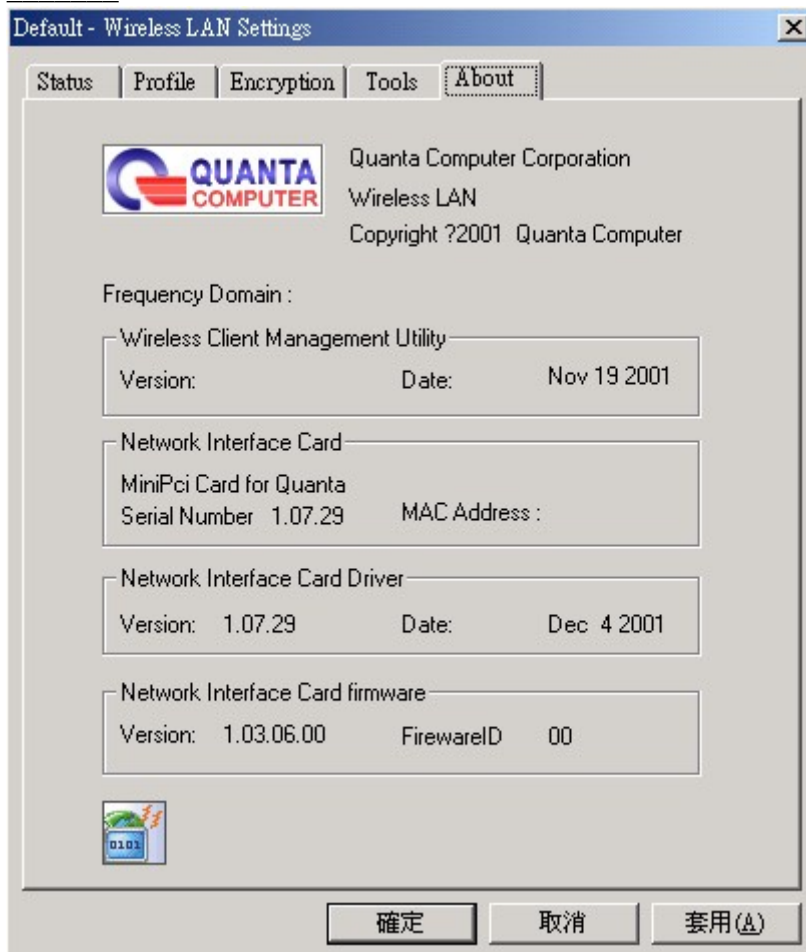 Default - Wireless LAN Settings
Status Profile Encryption Tools About
QUANTA
COMPUTER
Quanta Computer Corporation
Wireless LAN
Copyright ?2001 Quanta Computer
Frequency Domain :
Wireless Client Management Utility
Version: Date: Nov 19 2001
Network Interface Card
MiniPci Card for Quanta
Serial Number 1.07.29 MAC Address :
Network Interface Card Driver
Version: 1.07.29 Date: Dec 4 2001
Network Interface Card firmware
Version: 1.03.06.00 FirewareID 00
0101
確定 取消 套用(A)